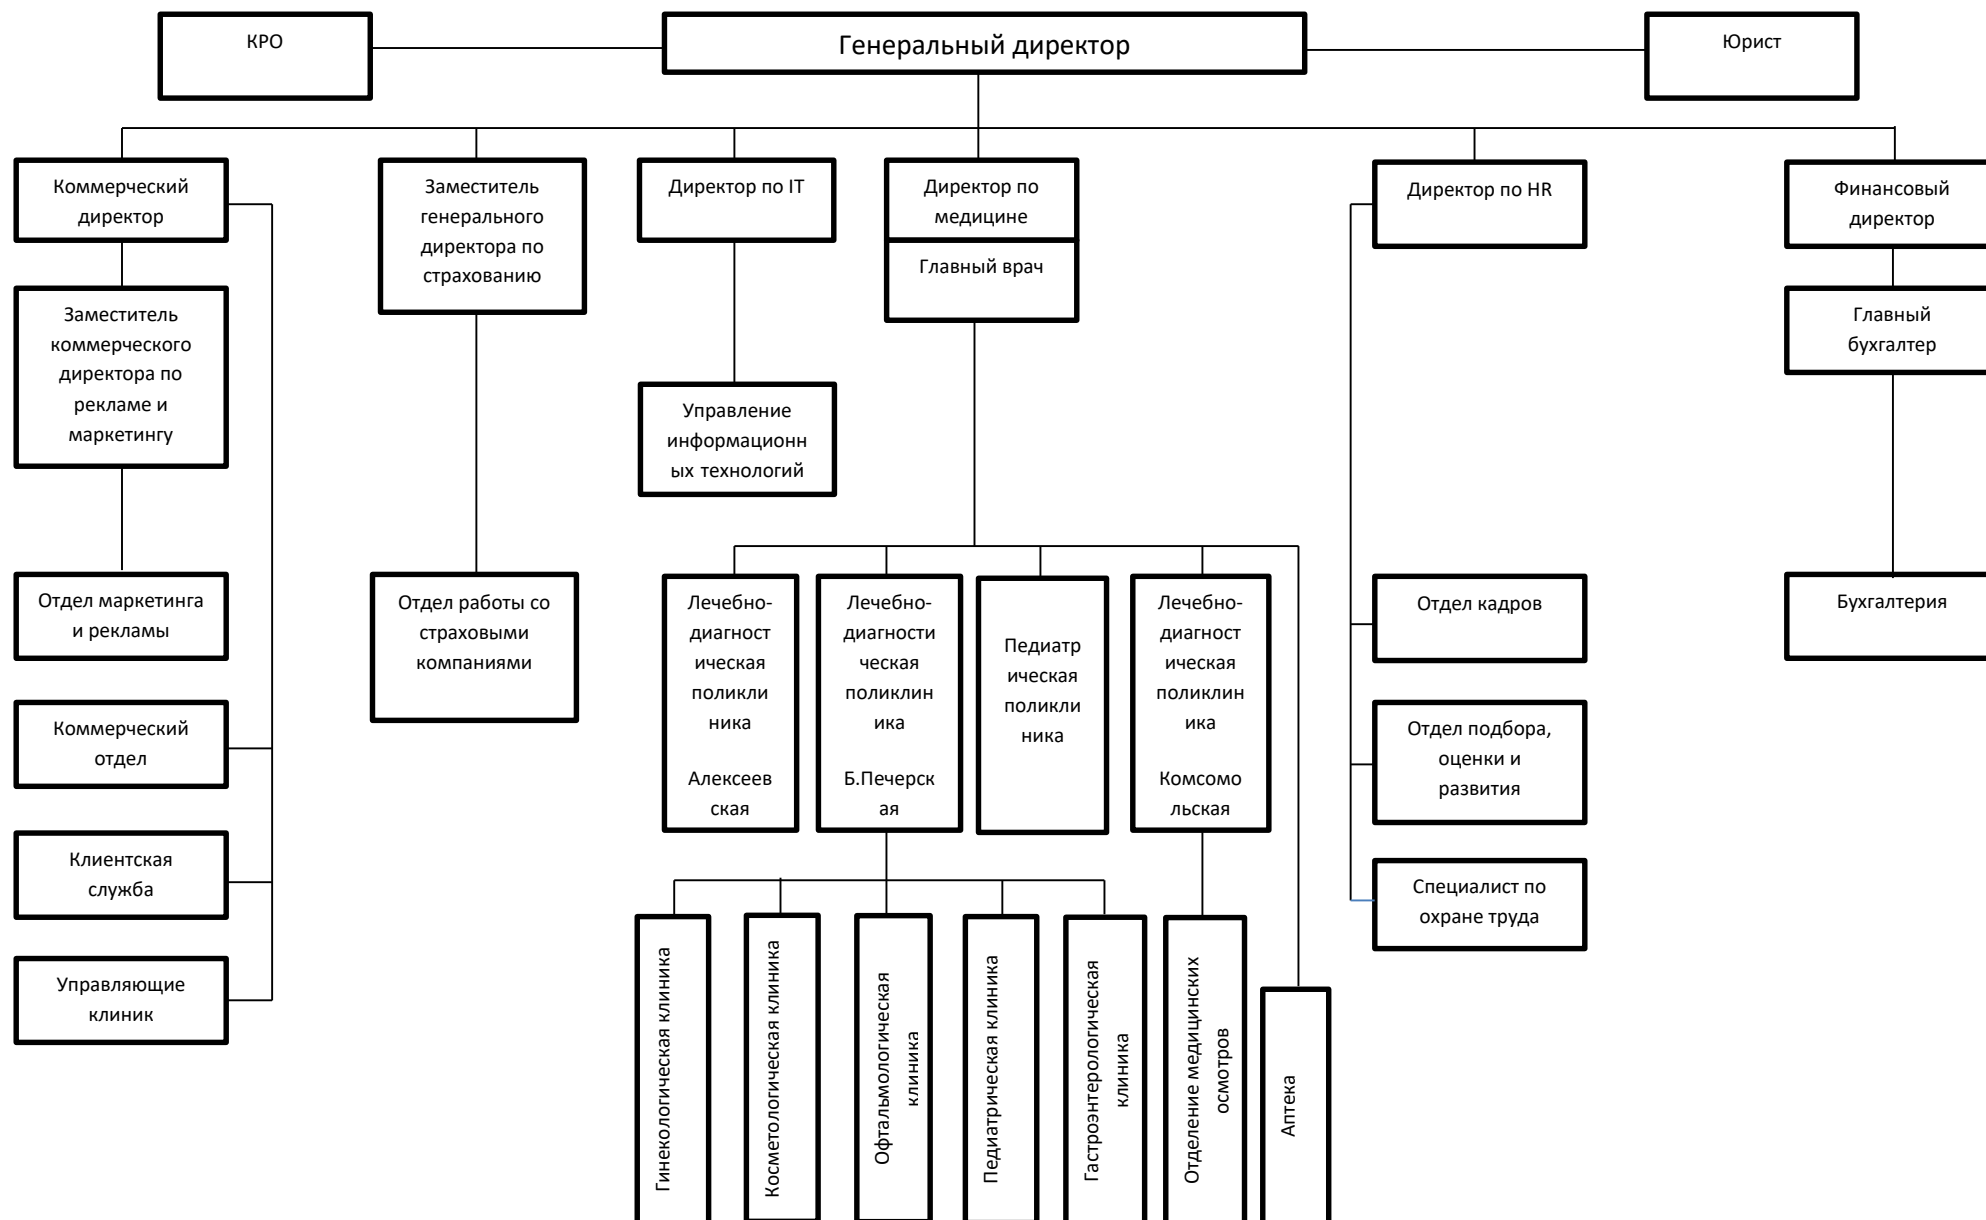 КРО
Генеральный директор
Юрист
Коммерческий
директор
Заместитель
генерального
директора по
страхованию
Директор по IT
Директор по
медицине
Главный врач
Директор по HR
Финансовый
директор
Заместитель
коммерческого
директора по
рекламе и
маркетингу
Главный
бухгалтер
Управление
информационн
ых технологий
Отдел маркетинга
и рекламы
Отдел работы со
страховыми
компаниями
Лечебно-
диагност
ическая
поликли
ника
Алексеев
ская
Лечебно-
диагности
ческая
поликлин
ика
Б.Печерск
ая
Педиатр
ическая
поликли
ника
Лечебно-
диагност
ическая
поликлин
ика
Комсомо
льская
Отдел кадров
Бухгалтерия
Коммерческий
отдел
Отдел подбора,
оценки и
развития
Клиентская
служба
Специалист по
охране труда
Управляющие
клиник
Гинекологическая клиника
Косметологическая клиника
Офтальмологическая
клиника
Педиатрическая клиника
Гастроэнтерологическая
клиника
Отделение медицинских
осмотров
Аптека